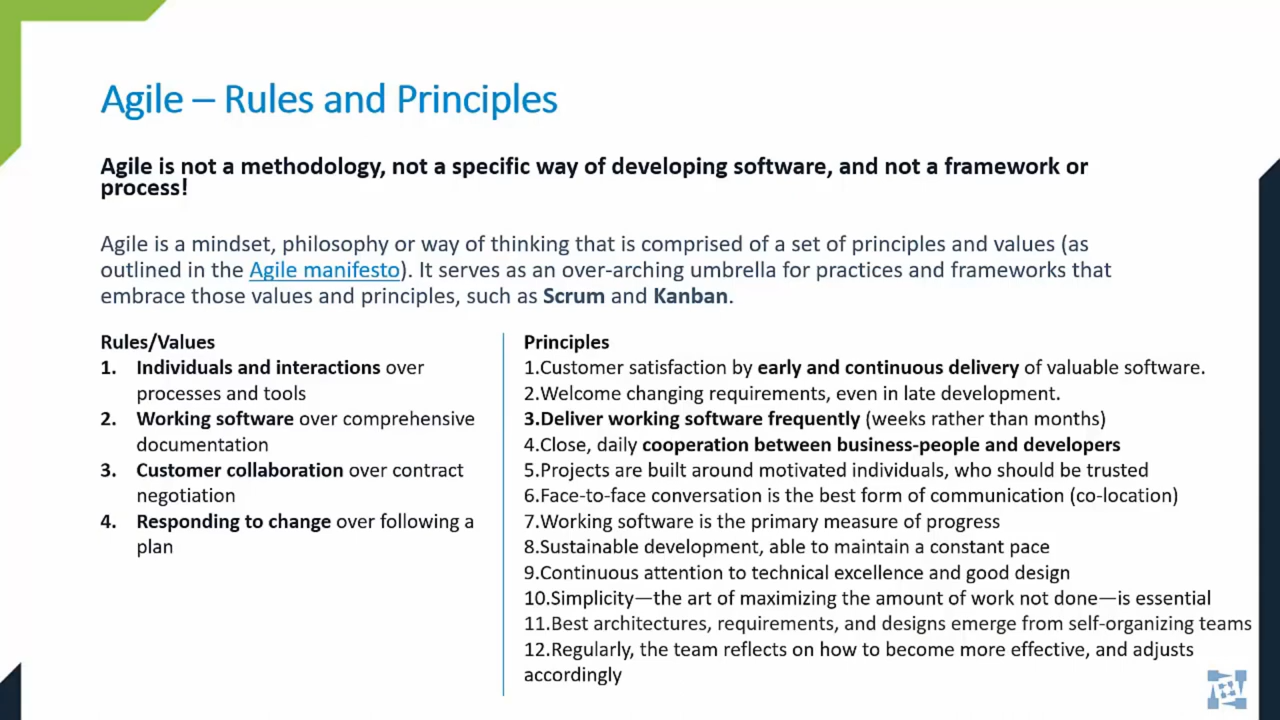 Agile – Rules and Principles
Agile is not a methodology, not a specific way of developing software, and not a framework or
process!
Agile is a mindset, philosophy or way of thinking that is comprised of a set of principles and values (as
outlined in the Agile manifesto). It serves as an over-arching umbrella for practices and frameworks that
embrace those values and principles, such as Scrum and Kanban.
Rules/Values
1. Individuals and interactions over
processes and tools
2. Working software over comprehensive
documentation
3. Customer collaboration over contract
negotiation
4. Responding to change over following a
plan
Principles
1.Customer satisfaction by early and continuous delivery of valuable software.
2.Welcome changing requirements, even in late development.
3.Deliver working software frequently (weeks rather than months)
4.Close, daily cooperation between business-people and developers
5.Projects are built around motivated individuals, who should be trusted
6.Face-to-face conversation is the best form of communication (co-location)
7.Working software is the primary measure of progress
8.Sustainable development, able to maintain a constant pace
9.Continuous attention to technical excellence and good design
10.Simplicity—the art of maximizing the amount of work not done—is essential
11.Best architectures, requirements, and designs emerge from self-organizing teams
12.Regularly, the team reflects on how to become more effective, and adjusts
accordingly